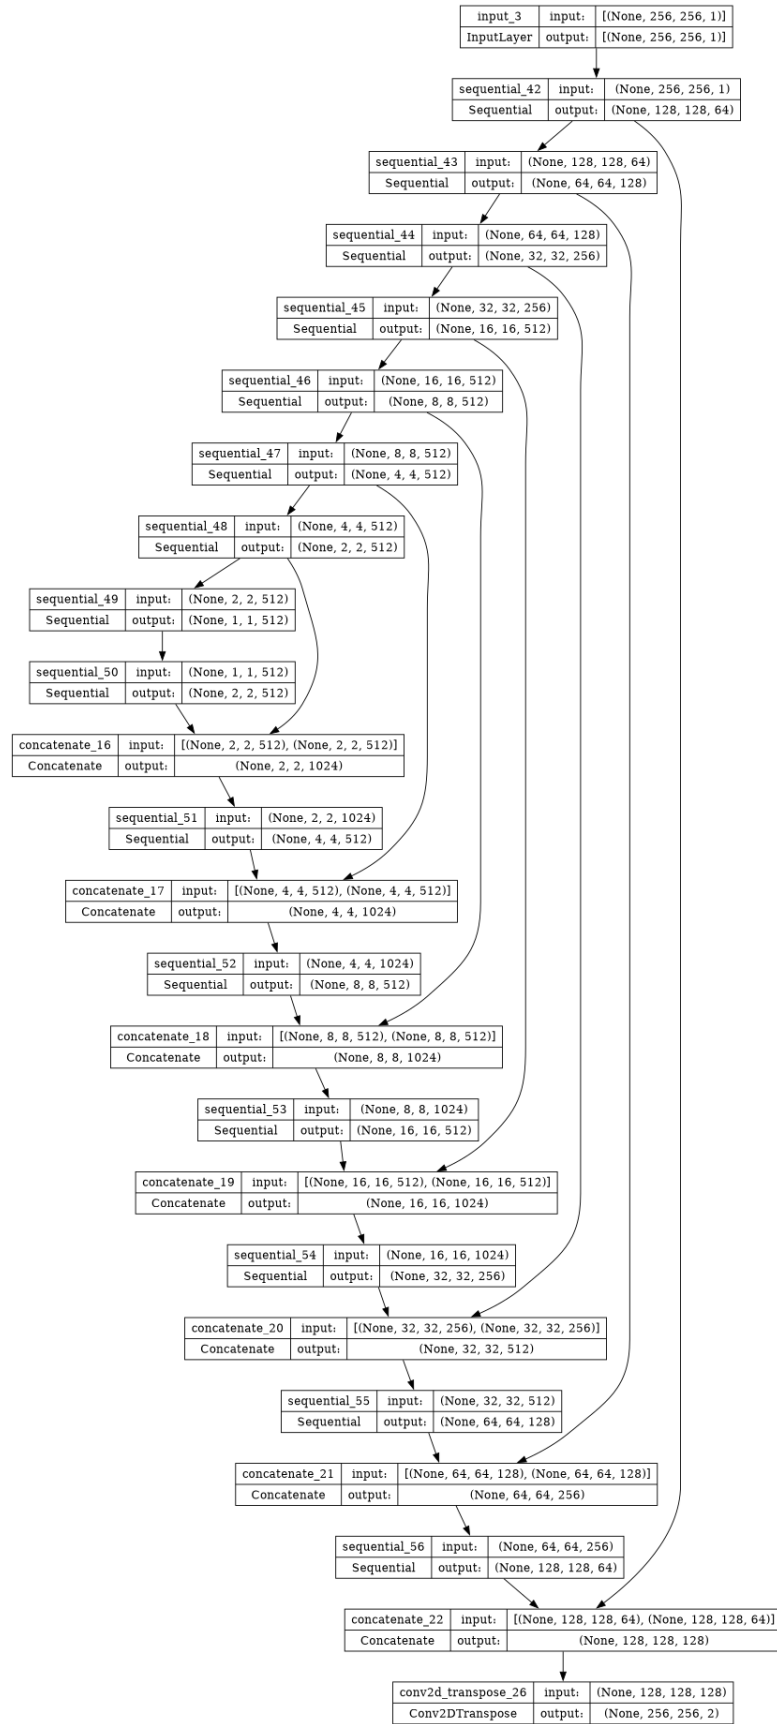 input_3 input: [(None, 256, 256, 1)]
InputLayer output: [(None, 256, 256, 1)]
sequential_42 input: (None, 256, 256, 1)
Sequential output: (None, 128, 128, 64)
sequential_43 input: (None, 128, 128, 64)
Sequential output: (None, 64, 64, 128)
sequential_44 input: (None, 64, 64, 128)
Sequential output: (None, 32, 32, 256)
sequential_45 input: (None, 32, 32, 256)
Sequential output: (None, 16, 16, 512)
sequential_46 input: (None, 16, 16, 512)
Sequential output: (None, 8, 8, 512)
sequential_47 input: (None, 8, 8, 512)
Sequential output: (None, 4, 4, 512)
sequential_48 input: (None, 4, 4, 512)
Sequential output: (None, 2, 2, 512)
sequential_49 input: (None, 2, 2, 512)
Sequential output: (None, 1, 1, 512)
sequential_50 input: (None, 1, 1, 512)
Sequential output: (None, 2, 2, 512)
concatenate_16 input: [(None, 2, 2, 512), (None, 2, 2, 512)]
Concatenate output: (None, 2, 2, 1024)
sequential_51 input: (None, 2, 2, 1024)
Sequential output: (None, 4, 4, 512)
concatenate_17 input: [(None, 4, 4, 512), (None, 4, 4, 512)]
Concatenate output: (None, 4, 4, 1024)
sequential_52 input: (None, 4, 4, 1024)
Sequential output: (None, 8, 8, 512)
concatenate_18 input: [(None, 8, 8, 512), (None, 8, 8, 512)]
Concatenate output: (None, 8, 8, 1024)
sequential_53 input: (None, 8, 8, 1024)
Sequential output: (None, 16, 16, 512)
concatenate_19 input: [(None, 16, 16, 512), (None, 16, 16, 512)]
Concatenate output: (None, 16, 16, 1024)
sequential_54 input: (None, 16, 16, 1024)
Sequential output: (None, 32, 32, 256)
concatenate_20 input: [(None, 32, 32, 256), (None, 32, 32, 256)]
Concatenate output: (None, 32, 32, 512)
sequential_55 input: (None, 32, 32, 512)
Sequential output: (None, 64, 64, 128)
concatenate_21 input: [(None, 64, 64, 128), (None, 64, 64, 128)]
Concatenate output: (None, 64, 64, 256)
sequential_56 input: (None, 64, 64, 256)
Sequential output: (None, 128, 128, 64)
concatenate_22 input: [(None, 128, 128, 64), (None, 128, 128, 64)]
Concatenate output: (None, 128, 128, 128)
conv2d_transpose_26 input: (None, 128, 128, 128)
Conv2DTranspose output: (None, 256, 256, 2)